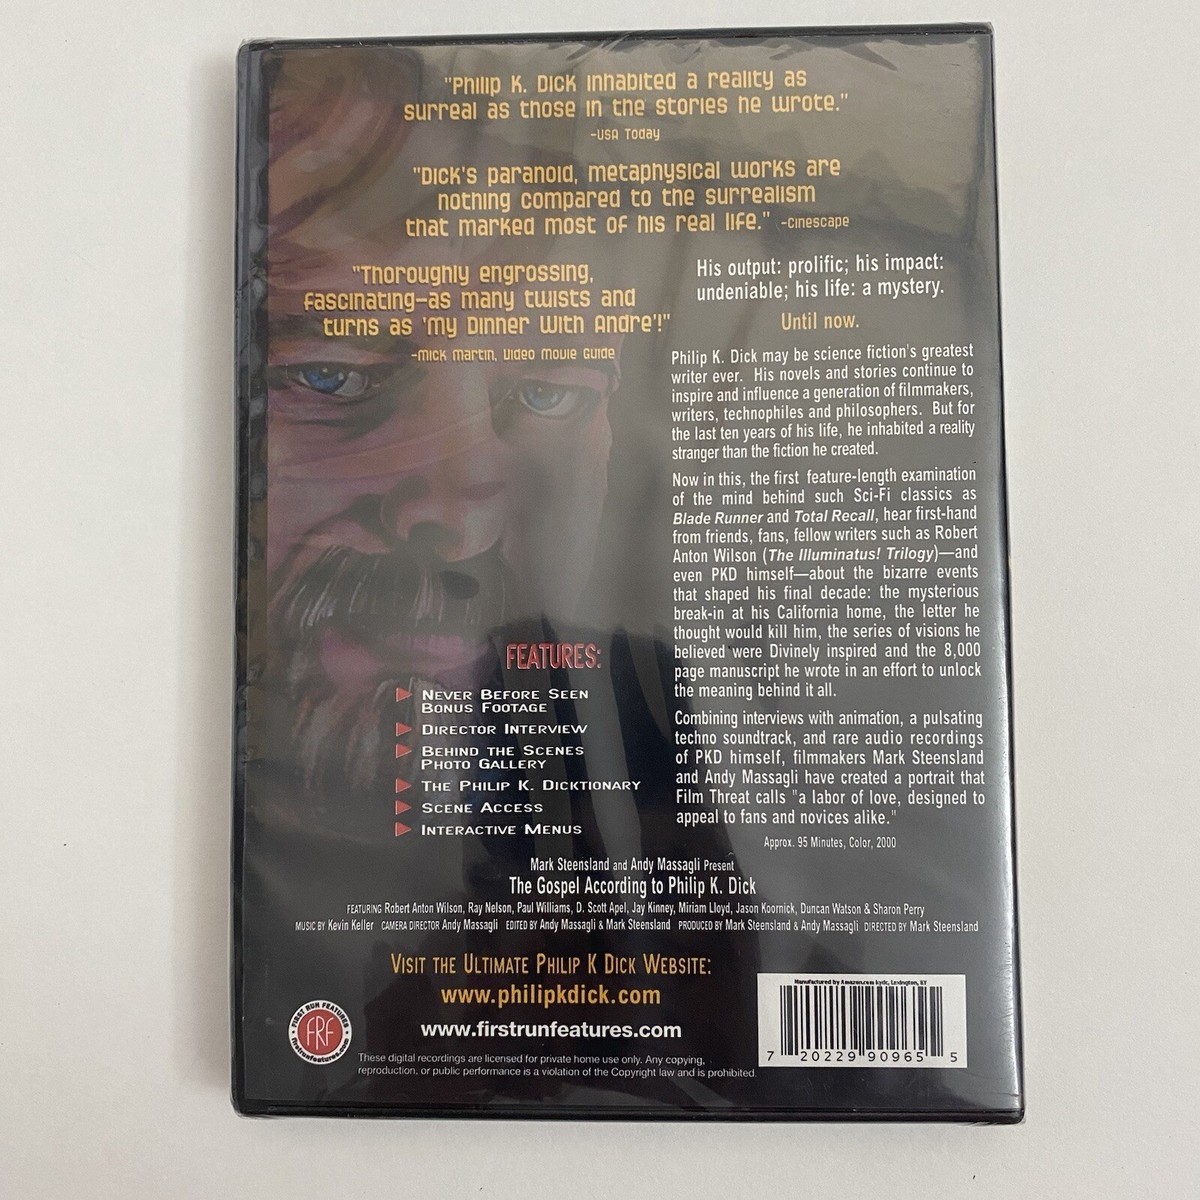 "Philip K. Dick inhabited a reality as
surreal as those in the stories he wrote."
-USA Today
"Dick's paranoid, metaphysical works are
nothing compared to the surrealism
that marked most of his real life." -cinescape
"Thoroughly engrossing,
fascinating—as many twists and
turns as 'My Dinner With Andre'!"
-Mick Martin, Video Movie Guide
His output: prolific; his impact:
undeniable; his life: a mystery.
Until now.
Philip K. Dick may be science fiction's greatest
writer ever. His novels and stories continue to
inspire and influence a generation of filmmakers,
writers, technophiles and philosophers. But for
the last ten years of his life, he inhabited a reality
stranger than the fiction he created.
Now in this, the first feature-length examination
of the mind behind such Sci-Fi classics as
Blade Runner and Total Recall, hear first-hand
from friends, fans, fellow writers such as Robert
Anton Wilson (The Illuminatus! Trilogy)—and
even PKD himself—about the bizarre events
that shaped his final decade: the mysterious
break-in at his California home, the letter he
thought would kill him, the series of visions he
believed were Divinely inspired and the 8,000
page manuscript he wrote in an effort to unlock
the meaning behind it all.
Combining interviews with animation, a pulsating
techno soundtrack, and rare audio recordings
of PKD himself, filmmakers Mark Steensland
and Andy Massagli have created a portrait that
Film Threat calls "a labor of love, designed to
appeal to fans and novices alike."
Approx. 95 Minutes, Color, 2000
FEATURES:
Never Before Seen
Bonus Footage
Director Interview
Behind the Scenes
Photo Gallery
The Philip K. Dicktionary
Scene Access
Interactive Menus
Mark Steensland and Andy Massagli Present
The Gospel According to Philip K. Dick
FEATURING Robert Anton Wilson, Ray Nelson, Paul Williams, D. Scott Apel, Jay Kinney, Miriam Lloyd, Jason Koornick, Duncan Watson & Sharon Perry
MUSIC BY Kevin Keller CAMERA DIRECTOR Andy Massagli EDITED BY Andy Massagli & Mark Steensland PRODUCED BY Mark Steensland & Andy Massagli DIRECTED BY Mark Steensland
Visit the Ultimate Philip K Dick Website:
www.philipkdick.com
www.firstrunfeatures.com
FIRST RUN FEATURES
FRF
firstrunfeatures.com
These digital recordings are licensed for private home use only. Any copying,
reproduction, or public performance is a violation of the Copyright law and is prohibited.
Manufactured by Amazon.com kydc, Lexington, KY
7 20229 90965 5